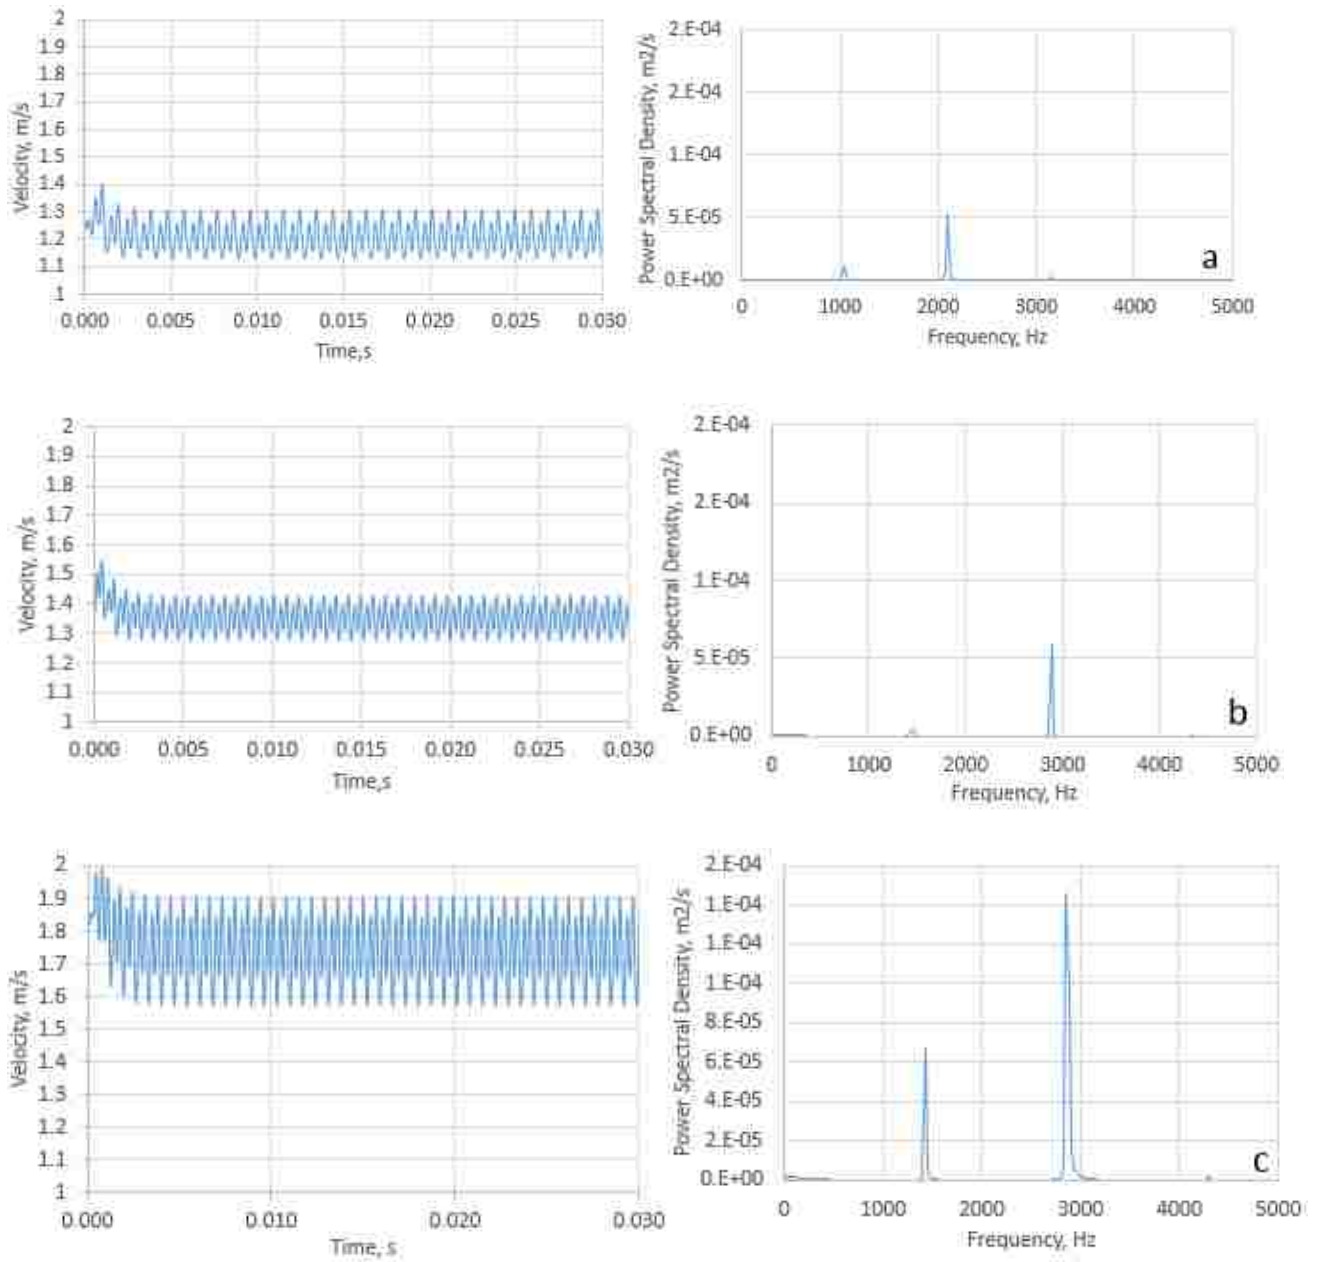 Velocity, m/s
2
1.9
1.8
1.7
1.6
1.5
1.4
1.3
1.2
1.1
1
0.000 0.005 0.010 0.015 0.020 0.025 0.030
Time,s
Power Spectral Density, m2/s
2.E-04
2.E-04
1.E-04
5.E-05
0.E+00
a
0 1000 2000 3000 4000 5000
Frequency, Hz
Velocity, m/s
2
1.9
1.8
1.7
1.6
1.5
1.4
1.3
1.2
1.1
1
0.000 0.005 0.010 0.015 0.020 0.025 0.030
Time,s
Power Spectral Density, m2/s
2.E-04
2.E-04
1.E-04
5.E-05
0.E+00
b
0 1000 2000 3000 4000 5000
Frequency, Hz
Velocity, m/s
2
1.9
1.8
1.7
1.6
1.5
1.4
1.3
1.2
1.1
1
0.000 0.010 0.020 0.030
Time, s
Power Spectral Density, m2/s
2.E-04
1.E-04
1.E-04
1.E-04
8.E-05
6.E-05
4.E-05
2.E-05
0.E+00
c
0 1000 2000 3000 4000 5000
Frequency, Hz